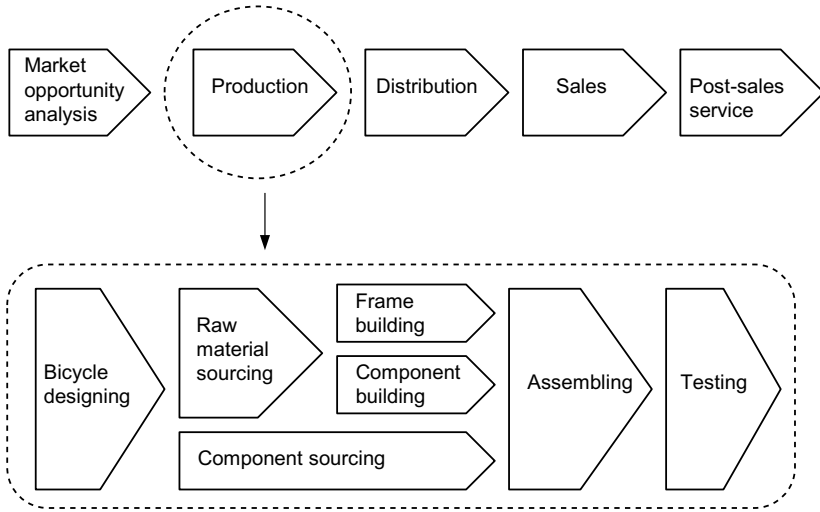 Market
opportunity
analysis
Production
Distribution
Sales
Post-sales
service
Bicycle
designing
Raw
material
sourcing
Frame
building
Component
building
Component sourcing
Assembling
Testing